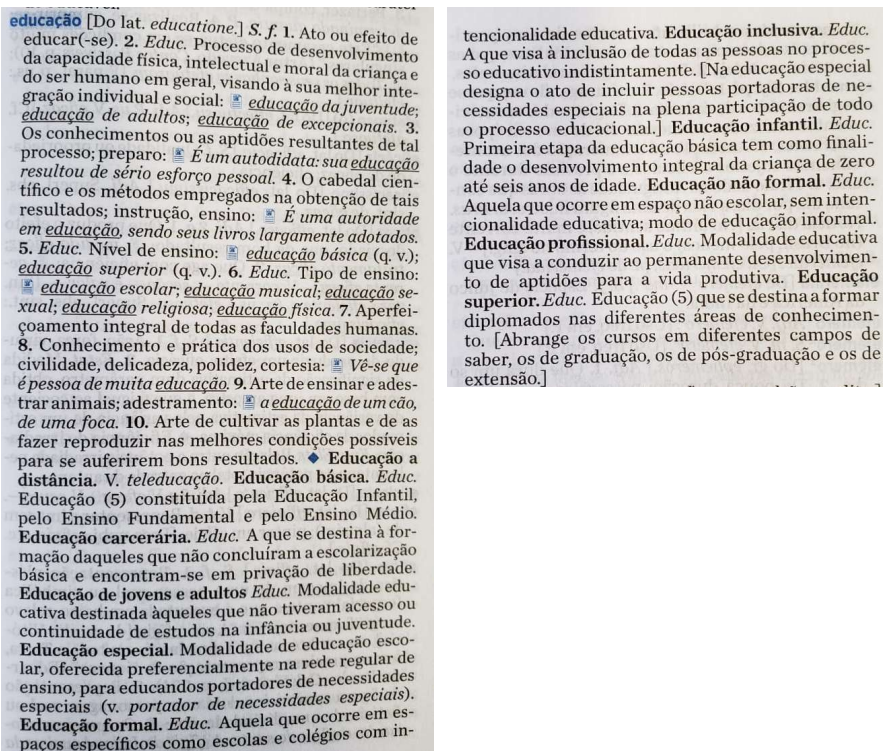 educação [Do lat. educatione.] S. f. 1. Ato ou efeito de
educar(-se). 2. Educ. Processo de desenvolvimento
da capacidade física, intelectual e moral da criança e
do ser humano em geral, visando à sua melhor inte-
gração individual e social: educação da juventude;
educação de adultos; educação de excepcionais. 3.
Os conhecimentos ou as aptidões resultantes de tal
processo; preparo: É um autodidata: sua educação
resultou de sério esforço pessoal. 4. O cabedal cien-
tífico e os métodos empregados na obtenção de tais
resultados; instrução, ensino: É uma autoridade
em educação, sendo seus livros largamente adotados.
5. Educ. Nível de ensino: educação básica (q. v.);
educação superior (q. v.). 6. Educ. Tipo de ensino:
educação escolar; educação musical; educação se-
xual; educação religiosa; educação física. 7. Aperfei-
çoamento integral de todas as faculdades humanas.
8. Conhecimento e prática dos usos de sociedade;
civilidade, delicadeza, polidez, cortesia: Vê-se que
é pessoa de muita educação. 9. Arte de ensinar e ades-
trar animais; adestramento: a educação de um cão,
de uma foca. 10. Arte de cultivar as plantas e de as
fazer reproduzir nas melhores condições possíveis
para se auferirem bons resultados. ◆ Educação a
distância. V. teleducação. Educação básica. Educ.
Educação (5) constituída pela Educação Infantil,
pelo Ensino Fundamental e pelo Ensino Médio.
Educação carcerária. Educ. A que se destina à for-
mação daqueles que não concluíram a escolarização
básica e encontram-se em privação de liberdade.
Educação de jovens e adultos Educ. Modalidade edu-
cativa destinada àqueles que não tiveram acesso ou
continuidade de estudos na infância ou juventude.
Educação especial. Modalidade de educação esco-
lar, oferecida preferencialmente na rede regular de
ensino, para educandos portadores de necessidades
especiais (v. portador de necessidades especiais).
Educação formal. Educ. Aquela que ocorre em es-
paços específicos como escolas e colégios com in-
tencionalidade educativa. Educação inclusiva. Educ.
A que visa à inclusão de todas as pessoas no proces-
so educativo indistintamente. [Na educação especial
designa o ato de incluir pessoas portadoras de ne-
cessidades especiais na plena participação de todo
o processo educacional.] Educação infantil. Educ.
Primeira etapa da educação básica tem como finali-
dade o desenvolvimento integral da criança de zero
até seis anos de idade. Educação não formal. Educ.
Aquela que ocorre em espaço não escolar, sem inten-
cionalidade educativa; modo de educação informal.
Educação profissional. Educ. Modalidade educativa
que visa a conduzir ao permanente desenvolvimen-
to de aptidões para a vida produtiva. Educação
superior. Educ. Educação (5) que se destina a formar
diplomados nas diferentes áreas de conhecimen-
to. [Abrange os cursos em diferentes campos de
saber, os de graduação, os de pós-graduação e os de
extensão.]